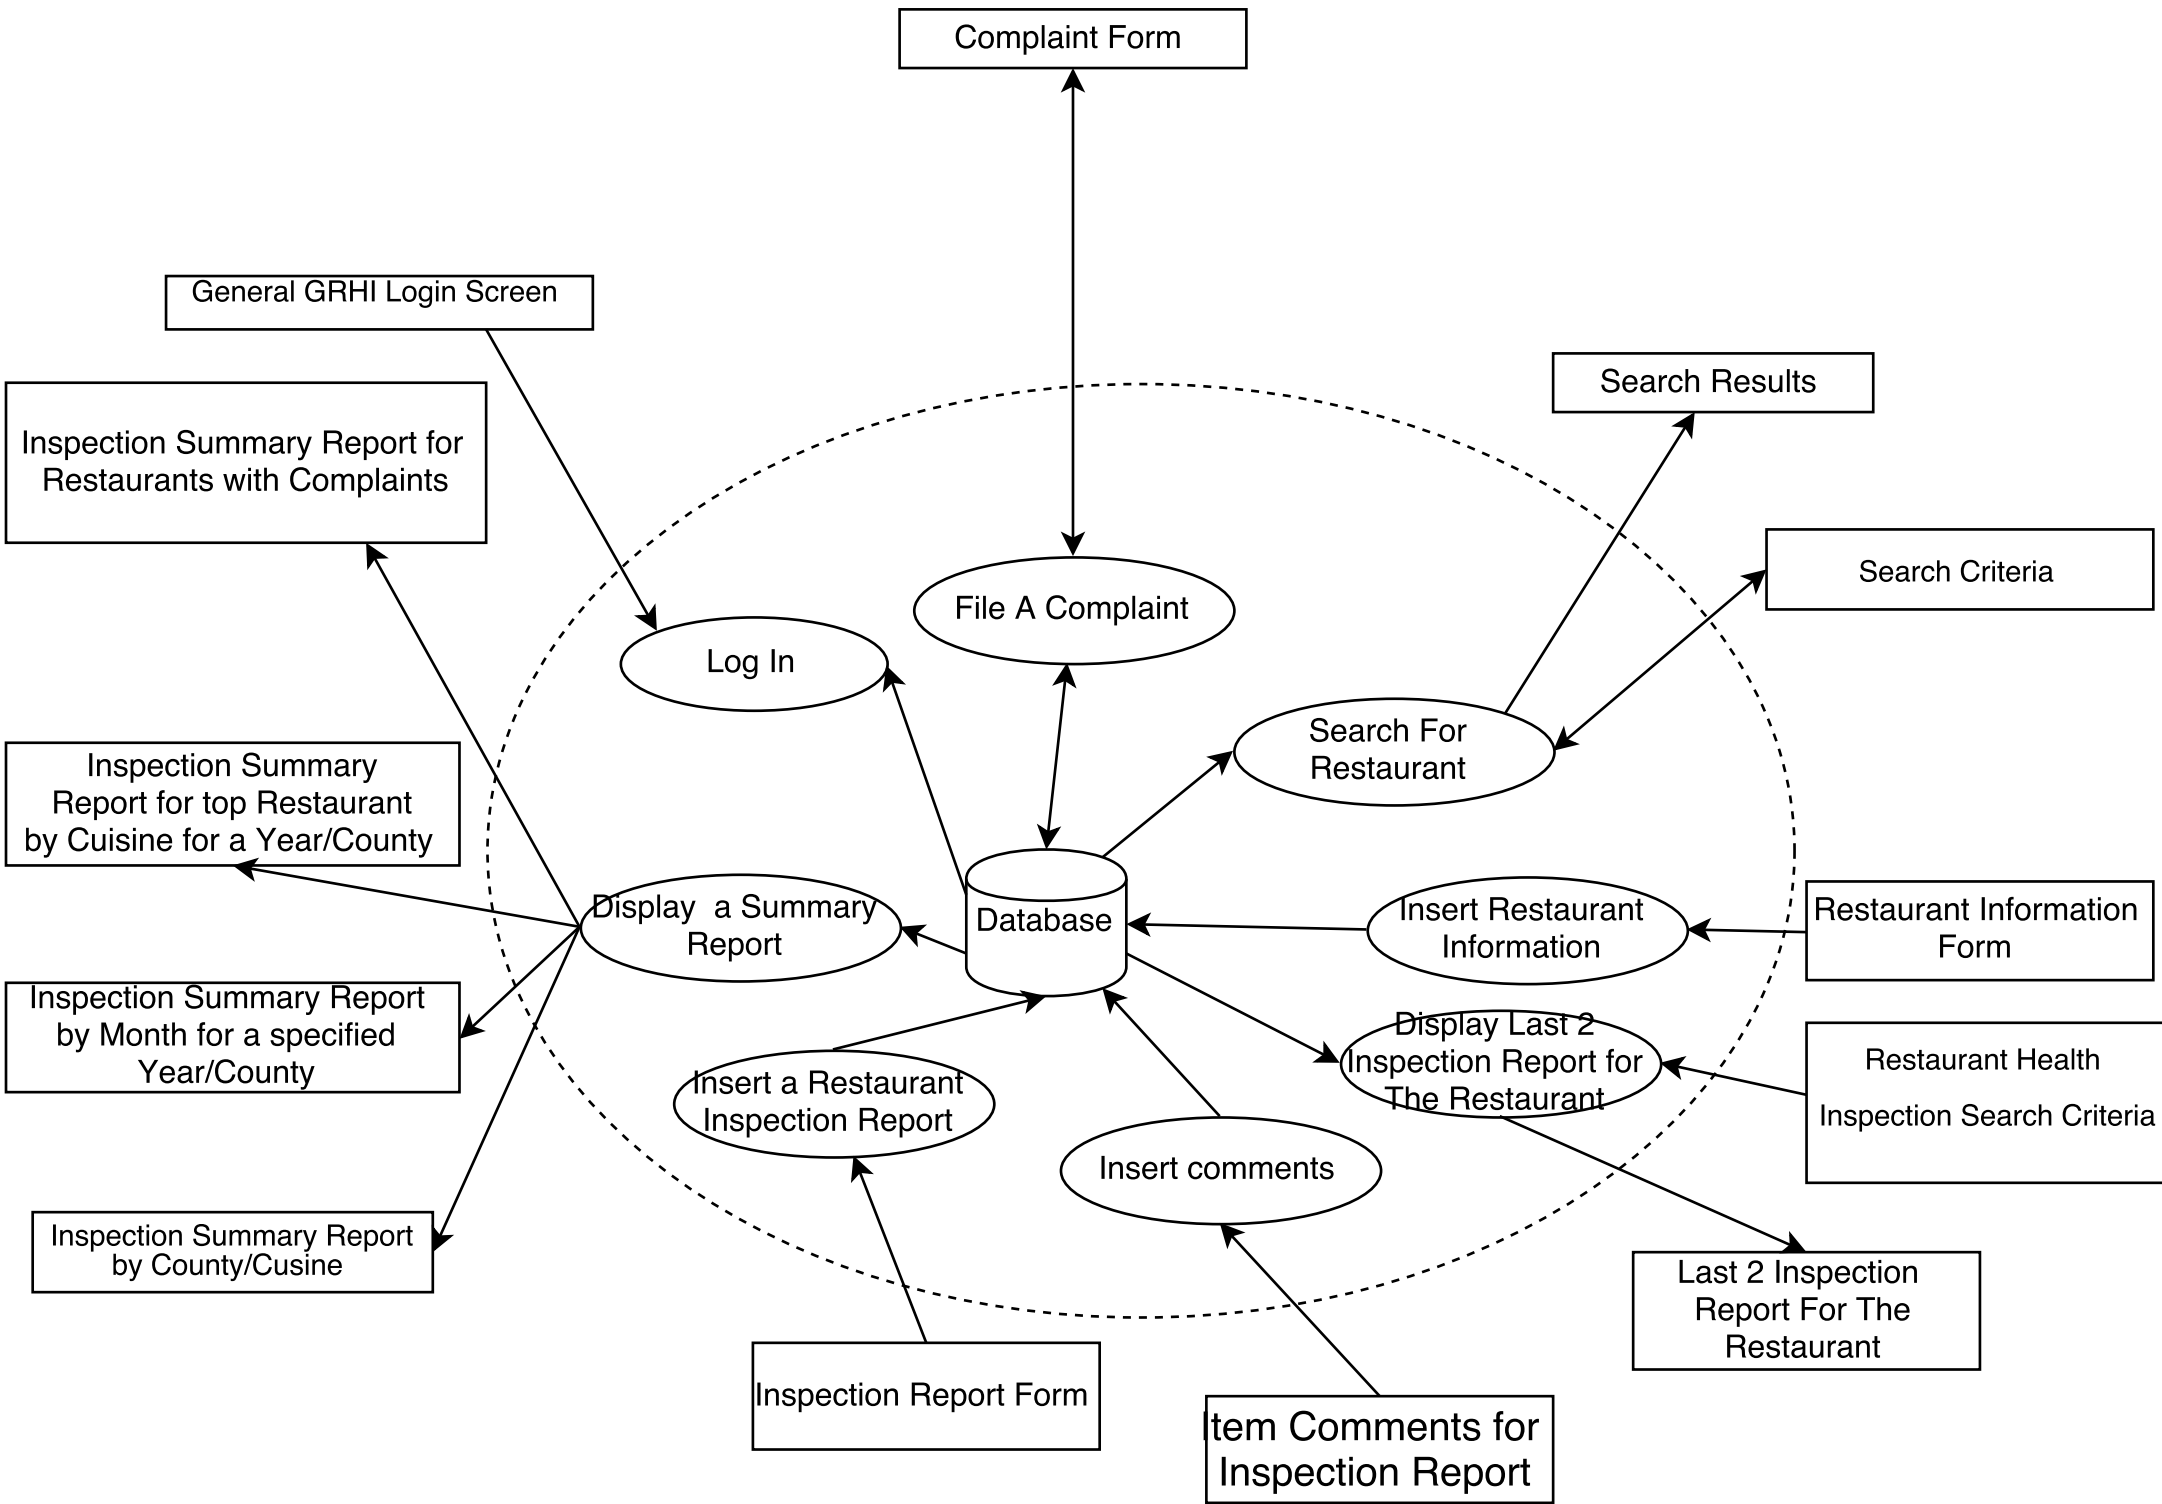 Complaint Form
General GRHI Login Screen
Search Results
Inspection Summary Report for
Restaurants with Complaints
Search Criteria
File A Complaint
Log In
Search For
Restaurant
Inspection Summary
Report for top Restaurant
by Cuisine for a Year/County
Display  a Summary
Report
Database
Insert Restaurant
Information
Restaurant Information
Form
Inspection Summary Report
by Month for a specified
Year/County
Display Last 2
Inspection Report for
The Restaurant
Restaurant Health
Inspection Search Criteria
Insert a Restaurant
Inspection Report
Insert comments
Inspection Summary Report
by County/Cusine
Last 2 Inspection
Report For The
Restaurant
Inspection Report Form
Item Comments for
Inspection Report